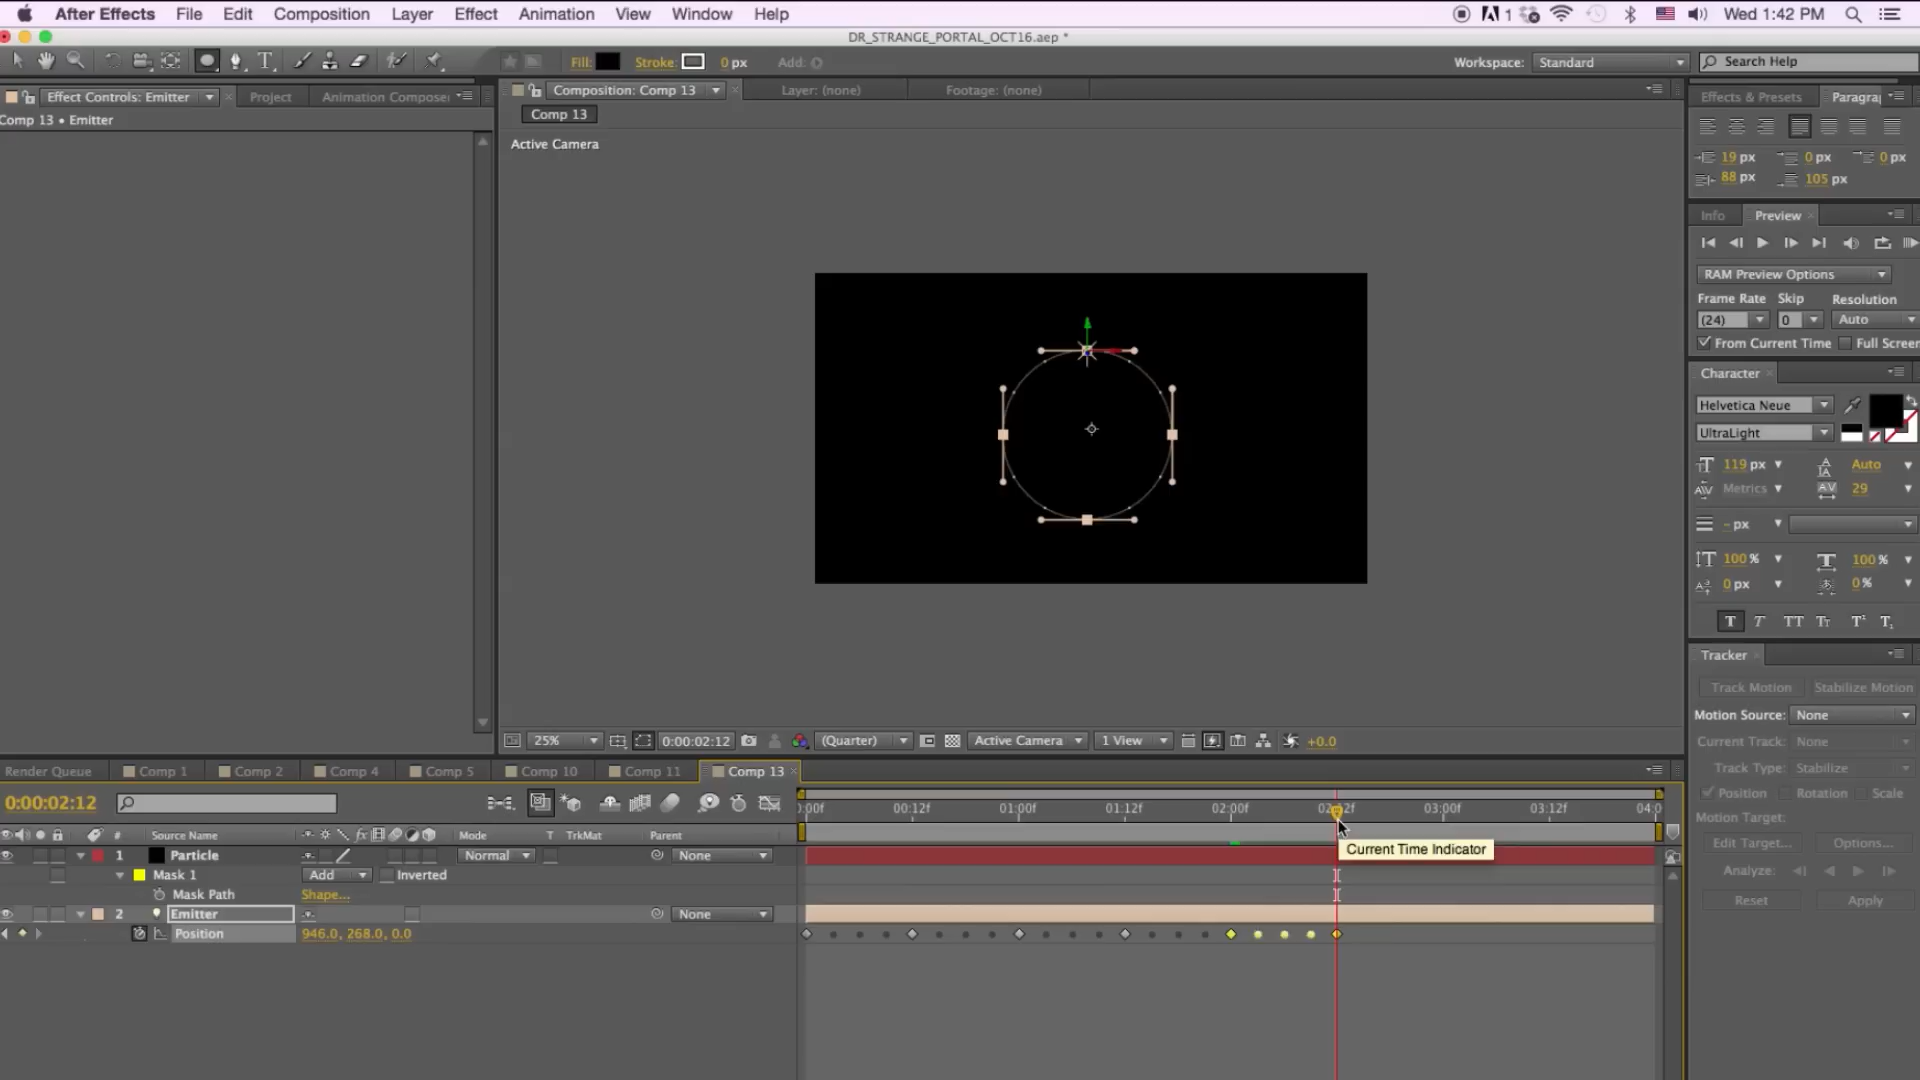 After Effects File Edit Composition Layer Effect Animation View Window Help 1 Wed 1:42 PM
DR_STRANGE_PORTAL_OCT16.aep *
Fill: Stroke: 0 px Add: Workspace: Standard Search Help
Effect Controls: Emitter Project Animation Compose Composition: Comp 13 Layer: (none) Footage: (none) Effects & Presets Paragra
Comp 13 • Emitter
Comp 13
Active Camera
19 px 0 px 0 px
88 px 105 px
Info Preview
RAM Preview Options
Frame Rate Skip Resolution
(24) 0 Auto
From Current Time Full Screen
Character
Helvetica Neue
UltraLight
119 px Auto
Metrics 29
- px
100 % 100 %
0 px 0 %
T T TT Tr T¹ T,
Tracker
Track Motion Stabilize Motion
Motion Source: None
Current Track: None
Track Type: Stabilize
Position Rotation Scale
Motion Target:
Edit Target... Options...
Analyze:
Reset Apply
25% 0:00:02:12 (Quarter) Active Camera 1 View +0.0
Render Queue Comp 1 Comp 2 Comp 4 Comp 5 Comp 10 Comp 11 Comp 13
0:00:02:12 :00f 00:12f 01:00f 01:12f 02:00f 02:12f 03:00f 03:12f 04:0
# Source Name Mode T TrkMat Parent
1 Particle Normal None
Current Time Indicator
Mask 1 Add Inverted
Mask Path Shape...
2 Emitter None
Position 946.0, 268.0, 0.0